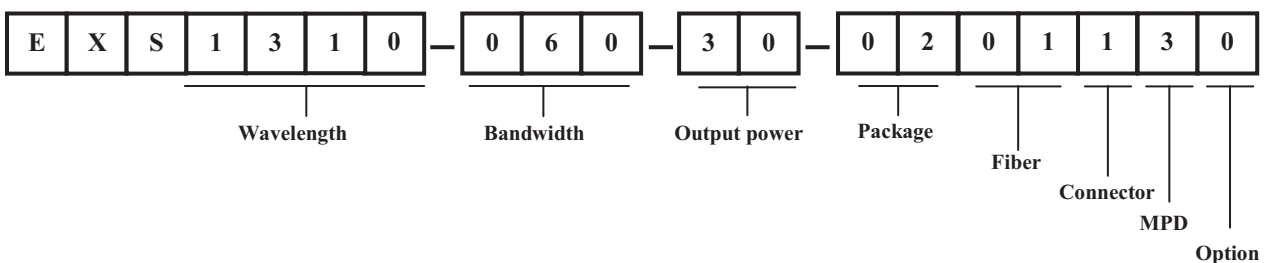 E X S 1 3 1 0 – 0 6 0 – 3 0 – 0 2 0 1 1 3 0
Wavelength Bandwidth Output power Package
Fiber
Connector
MPD
Option